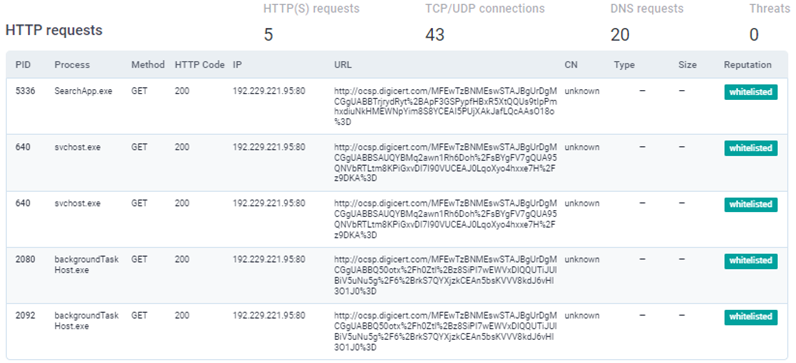 HTTP(S) requests TCP/UDP connections DNS requests Threats
HTTP requests 5 43 20 0
PID Process Method HTTP Code IP URL CN Type Size Reputation
5336 SearchApp.exe GET 200 192.229.221.95:80 http://ocsp.digicert.com/MFEwTzBNMEswSTAJBgUrDgM unknown – – whitelisted
CGgUABBTrjrydRyt%2BApF3GSPypfHBxR5XtQQUs9tIpPm
hxdiuNkHMEWNpYim8S8YCEAI5PUjXAkJafLQcAAsO18o
%3D
640 svchost.exe GET 200 192.229.221.95:80 http://ocsp.digicert.com/MFEwTzBNMEswSTAJBgUrDgM unknown – – whitelisted
CGgUABBSAUQYBMq2awn1Rh6Doh%2FsBYgFV7gQUA95
QNVbRTLtm8KPiGxvDl7I90VUCEAJ0LqoXyo4hxxe7H%2F
z9DKA%3D
640 svchost.exe GET 200 192.229.221.95:80 http://ocsp.digicert.com/MFEwTzBNMEswSTAJBgUrDgM unknown – – whitelisted
CGgUABBSAUQYBMq2awn1Rh6Doh%2FsBYgFV7gQUA95
QNVbRTLtm8KPiGxvDl7I90VUCEAJ0LqoXyo4hxxe7H%2F
z9DKA%3D
2080 backgroundTask GET 200 192.229.221.95:80 http://ocsp.digicert.com/MFEwTzBNMEswSTAJBgUrDgM unknown – – whitelisted
Host.exe CGgUABBQ50otx%2Fh0Ztl%2Bz8SiPI7wEWVxDlQQUTiJUI
BiV5uNu5g%2F6%2BrkS7QYXjzkCEAn5bsKVVV8kdJ6vHl
3O1J0%3D
2092 backgroundTask GET 200 192.229.221.95:80 http://ocsp.digicert.com/MFEwTzBNMEswSTAJBgUrDgM unknown – – whitelisted
Host.exe CGgUABBQ50otx%2Fh0Ztl%2Bz8SiPI7wEWVxDlQQUTiJUI
BiV5uNu5g%2F6%2BrkS7QYXjzkCEAn5bsKVVV8kdJ6vHl
3O1J0%3D